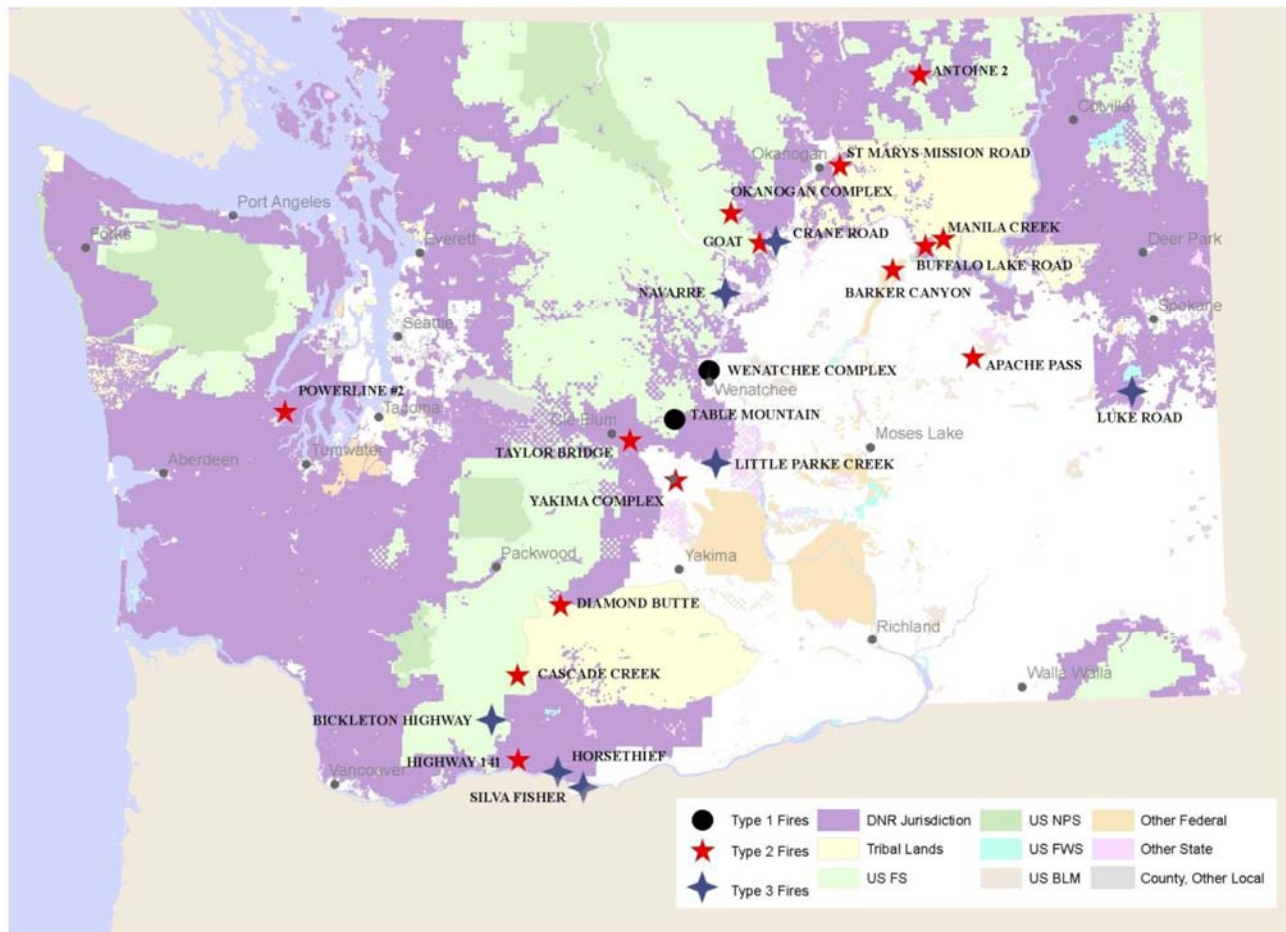 ANTOINE 2
Colville
Okanogan
ST MARYS MISSION ROAD
OKANOGAN COMPLEX
Port Angeles
MANILA CREEK
CRANE ROAD
GOAT
Forks
Everett
Deer Park
BUFFALO LAKE ROAD
BARKER CANYON
NAVARRE
Spokane
Seattle
APACHE PASS
WENATCHEE COMPLEX
Wenatchee
POWERLINE #2
LUKE ROAD
Tacoma
TABLE MOUNTAIN
Cle Elum
Moses Lake
TAYLOR BRIDGE
Tumwater
LITTLE PARKE CREEK
Aberdeen
YAKIMA COMPLEX
Packwood
Yakima
DIAMOND BUTTE
Richland
CASCADE CREEK
Walla Walla
BICKLETON HIGHWAY
HIGHWAY 141
HORSETHIEF
Vancouver
SILVA FISHER
Type 1 Fires
DNR Jurisdiction
US NPS
Other Federal
Type 2 Fires
Tribal Lands
US FWS
Other State
Type 3 Fires
US FS
US BLM
County, Other Local